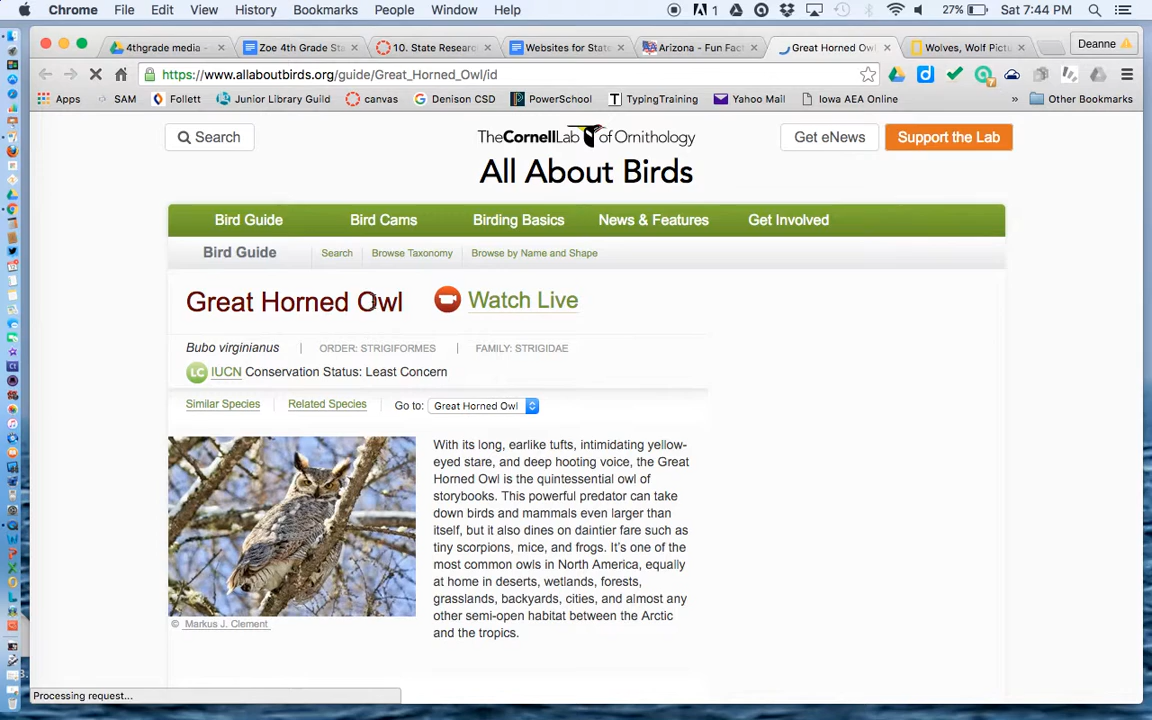 Chrome File Edit View History Bookmarks People Window Help 27% Sat 7:44 PM
4thgrade media - Zoe 4th Grade Sta 10. State Researc Websites for State Arizona - Fun Fact Great Horned Owl Wolves, Wolf Pictu Deanne
https://www.allaboutbirds.org/guide/Great_Horned_Owl/id
Apps SAM Follett Junior Library Guild canvas Denison CSD PowerSchool TypingTraining Yahoo Mail Iowa AEA Online » Other Bookmarks
Search TheCornellLab of Ornithology Get eNews Support the Lab
All About Birds
Bird Guide Bird Cams Birding Basics News & Features Get Involved
Bird Guide Search Browse Taxonomy Browse by Name and Shape
Great Horned Owl Watch Live
Bubo virginianus | ORDER: STRIGIFORMES | FAMILY: STRIGIDAE
LC IUCN Conservation Status: Least Concern
Similar Species Related Species Go to: Great Horned Owl
With its long, earlike tufts, intimidating yellow-
eyed stare, and deep hooting voice, the Great
Horned Owl is the quintessential owl of
storybooks. This powerful predator can take
down birds and mammals even larger than
itself, but it also dines on daintier fare such as
tiny scorpions, mice, and frogs. It's one of the
most common owls in North America, equally
at home in deserts, wetlands, forests,
grasslands, backyards, cities, and almost any
other semi-open habitat between the Arctic
and the tropics.
© Markus J. Clement
Processing request...